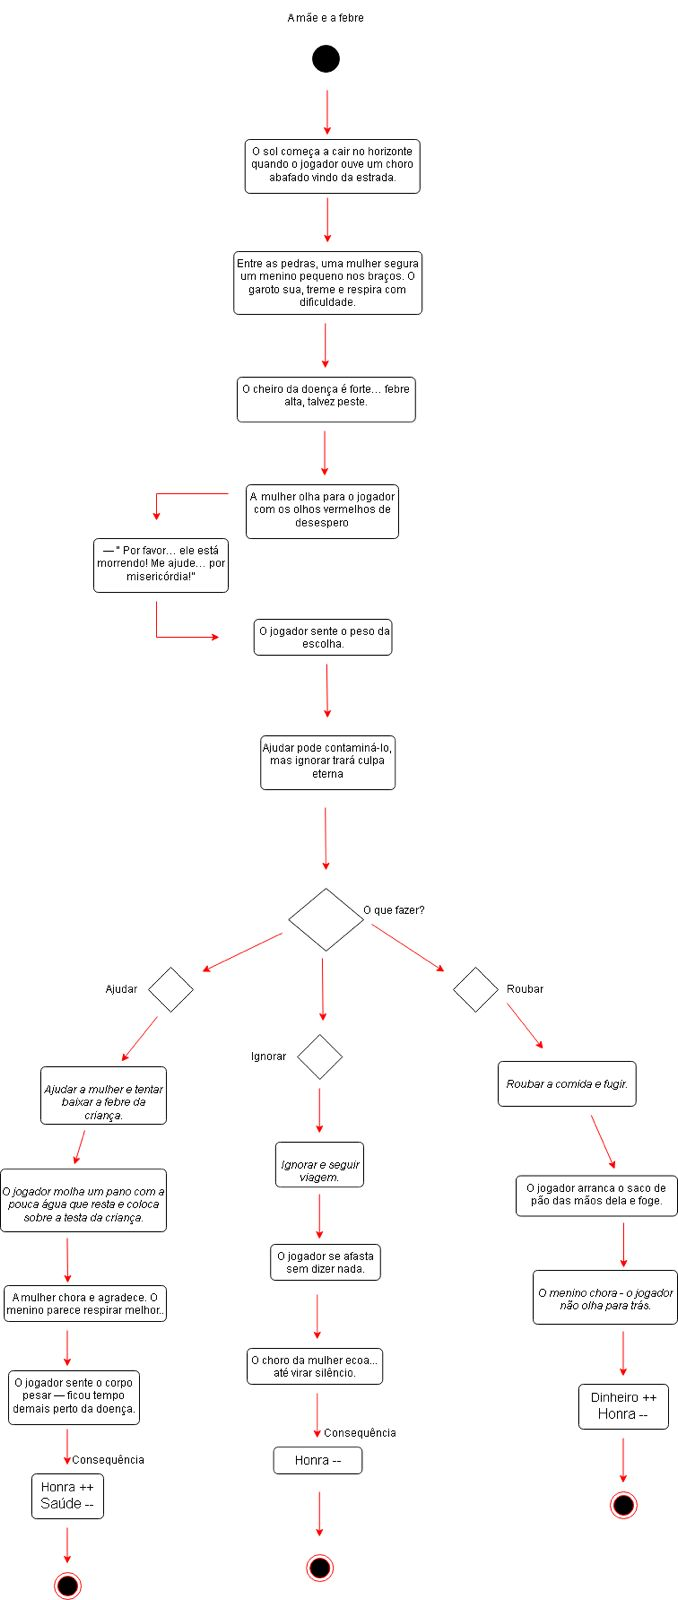 A mãe e a febre
O sol começa a cair no horizonte
quando o jogador ouve um choro
abafado vindo da estrada.
Entre as pedras, uma mulher segura
um menino pequeno nos braços. O
garoto sua, treme e respira com
dificuldade.
O cheiro da doença é forte... febre
alta, talvez peste.
A mulher olha para o jogador
com os olhos vermelhos de
desespero
— " Por favor... ele está
morrendo! Me ajude... por
misericórdia!"
O jogador sente o peso da
escolha.
Ajudar pode contaminá-lo,
mas ignorar trará culpa
eterna
O que fazer?
Ajudar
Ajudar a mulher e tentar
baixar a febre da
criança.
O jogador molha um pano com a
pouca água que resta e coloca
sobre a testa da criança.
A mulher chora e agradece. O
menino parece respirar melhor..
O jogador sente o corpo
pesar — ficou tempo
demais perto da doença.
Consequência
Honra ++
Saúde --
Ignorar
Ignorar e seguir
viagem.
O jogador se afasta
sem dizer nada.
O choro da mulher ecoa...
até virar silêncio.
Consequência
Honra --
Roubar
Roubar a comida e fugir.
O jogador arranca o saco de
pão das mãos dela e foge.
O menino chora - o jogador
não olha para trás.
Dinheiro ++
Honra --